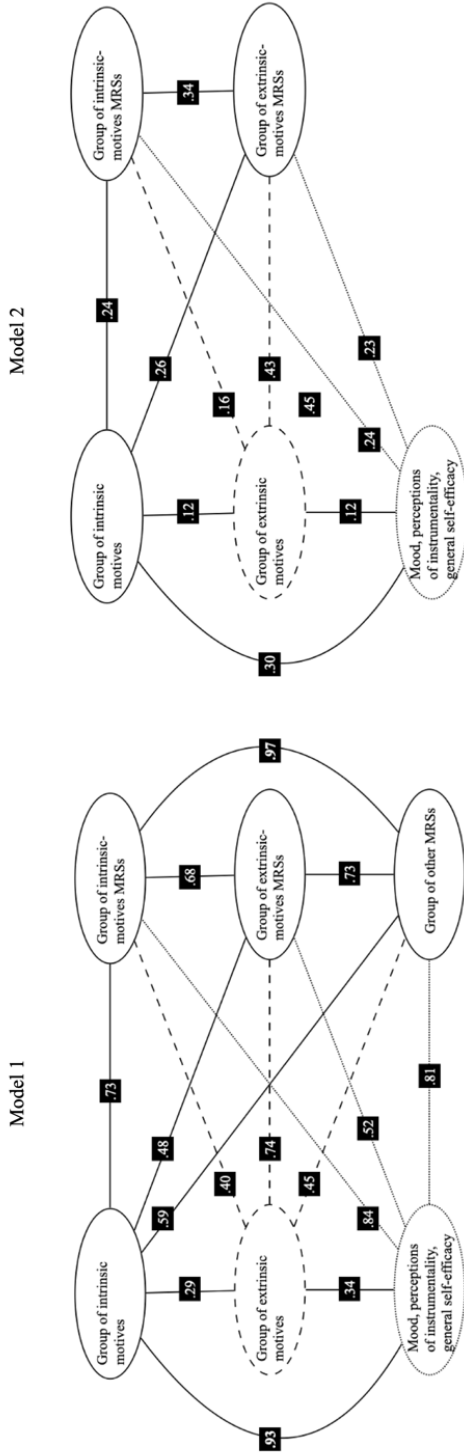 Model 1
Group of intrinsic
motives
Group of intrinsic-
motives MRSs
Group of extrinsic
motives
Group of extrinsic-
motives MRSs
Mood, perceptions
of instrumentality,
general self-efficacy
Group of other MRSs
.73
.29
.48
.59
.68
.97
.40
.74
.45
.73
.93
.34
.84
.52
.81
Model 2
Group of intrinsic
motives
Group of intrinsic-
motives MRSs
Group of extrinsic
motives
Group of extrinsic-
motives MRSs
Mood, perceptions
of instrumentality,
general self-efficacy
.24
.12
.26
.34
.16
.43
.45
.30
.12
.24
.23